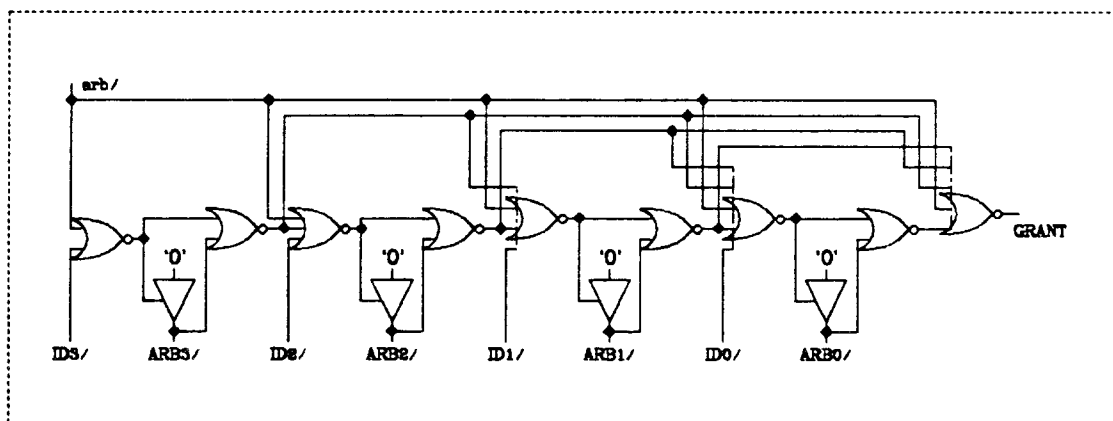 arb/
'0' '0' '0' '0'
GRANT
ID3/ ARB3/ ID2/ ARB2/ ID1/ ARB1/ ID0/ ARB0/